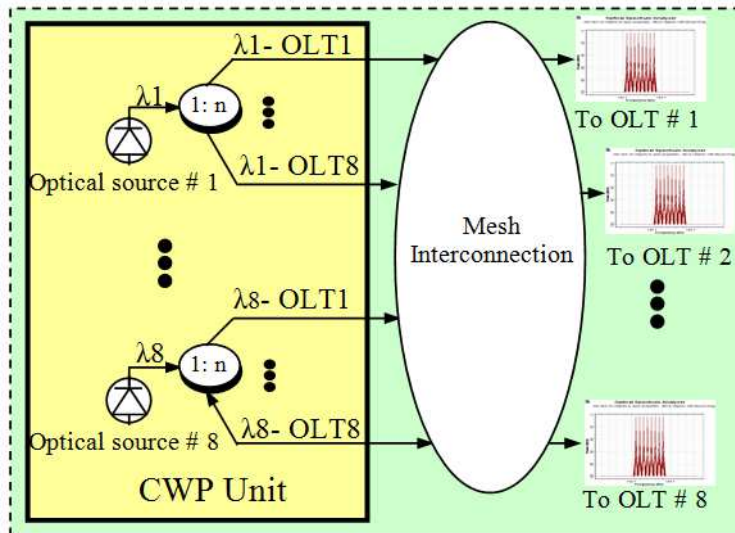 λ1- OLT1
λ1
1: n
Optical source # 1
λ1- OLT8
λ8- OLT1
λ8
1: n
Optical source # 8
λ8- OLT8
CWP Unit
Mesh
Interconnection
To OLT # 1
To OLT # 2
To OLT # 8